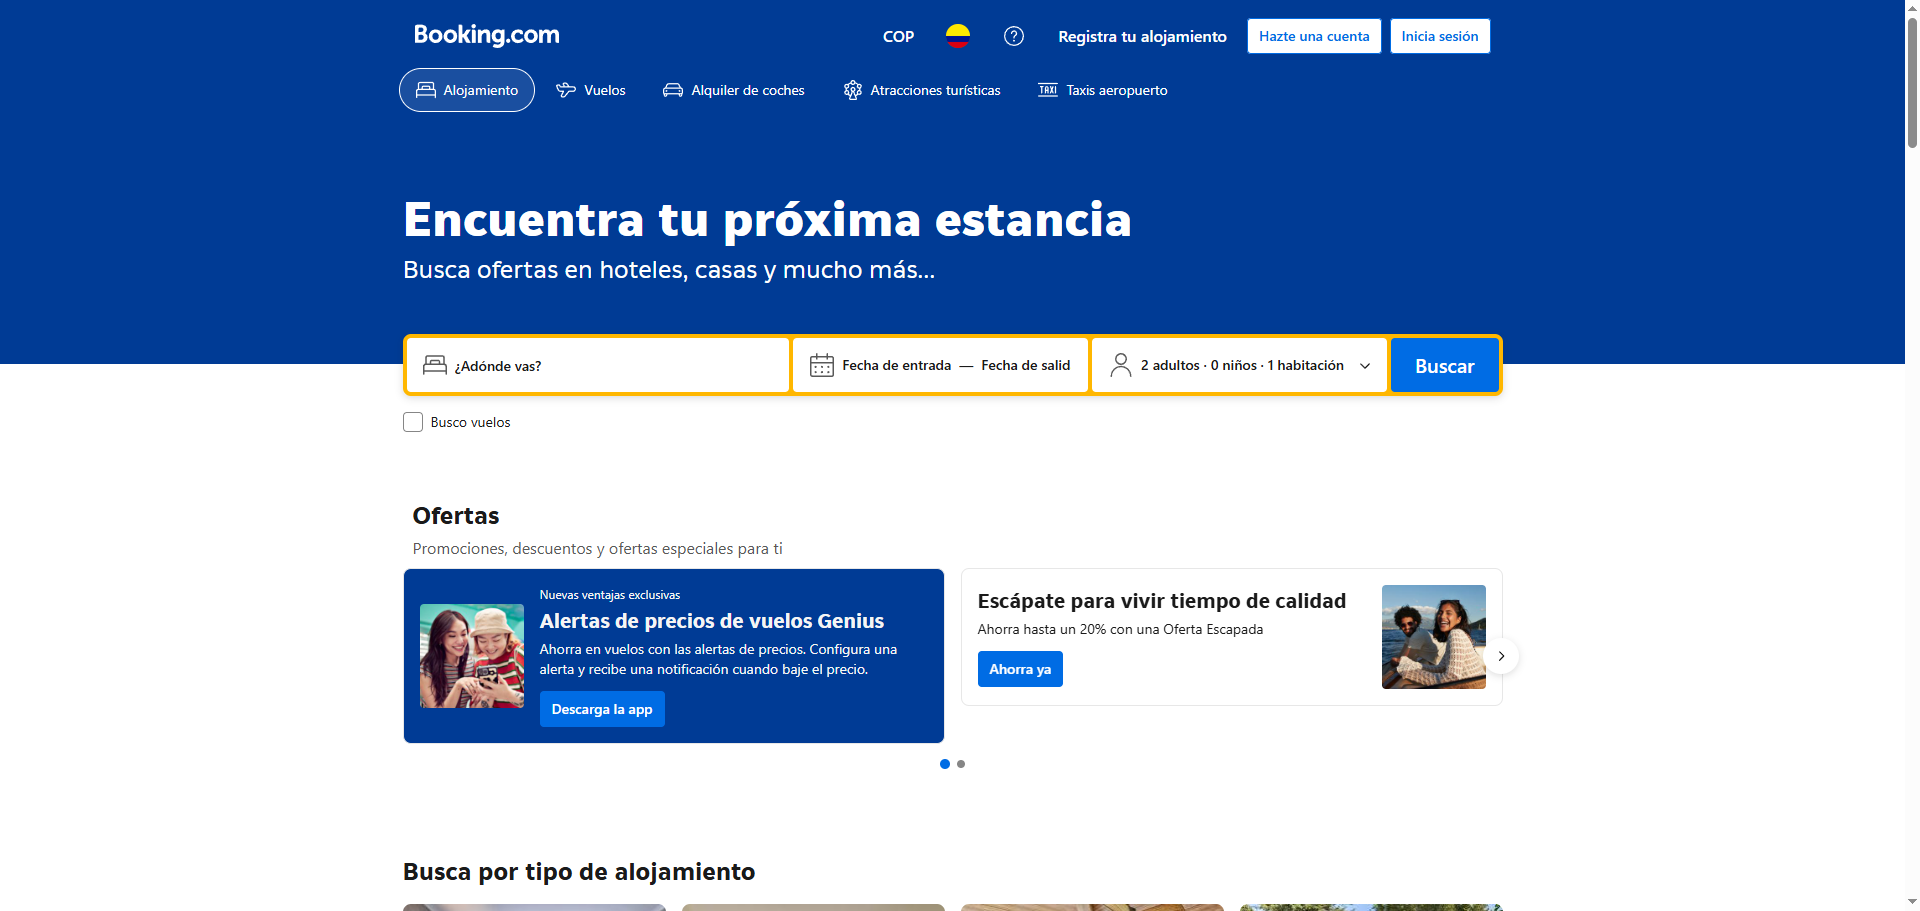 Booking.com
COP
Registra tu alojamiento
Hazte una cuenta
Inicia sesión
Alojamiento
Vuelos
Alquiler de coches
Atracciones turísticas
TAXI
Taxis aeropuerto
Encuentra tu próxima estancia
Busca ofertas en hoteles, casas y mucho más...
¿Adónde vas?
Fecha de entrada — Fecha de salid
2 adultos · 0 niños · 1 habitación
Buscar
Busco vuelos
Ofertas
Promociones, descuentos y ofertas especiales para ti
Nuevas ventajas exclusivas
Alertas de precios de vuelos Genius
Ahorra en vuelos con las alertas de precios. Configura una
alerta y recibe una notificación cuando baje el precio.
Descarga la app
Escápate para vivir tiempo de calidad
Ahorra hasta un 20% con una Oferta Escapada
Ahorra ya
Busca por tipo de alojamiento